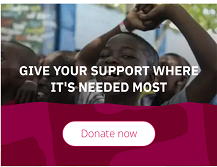 GIVE YOUR SUPPORT WHERE
IT'S NEEDED MOST
Donate now